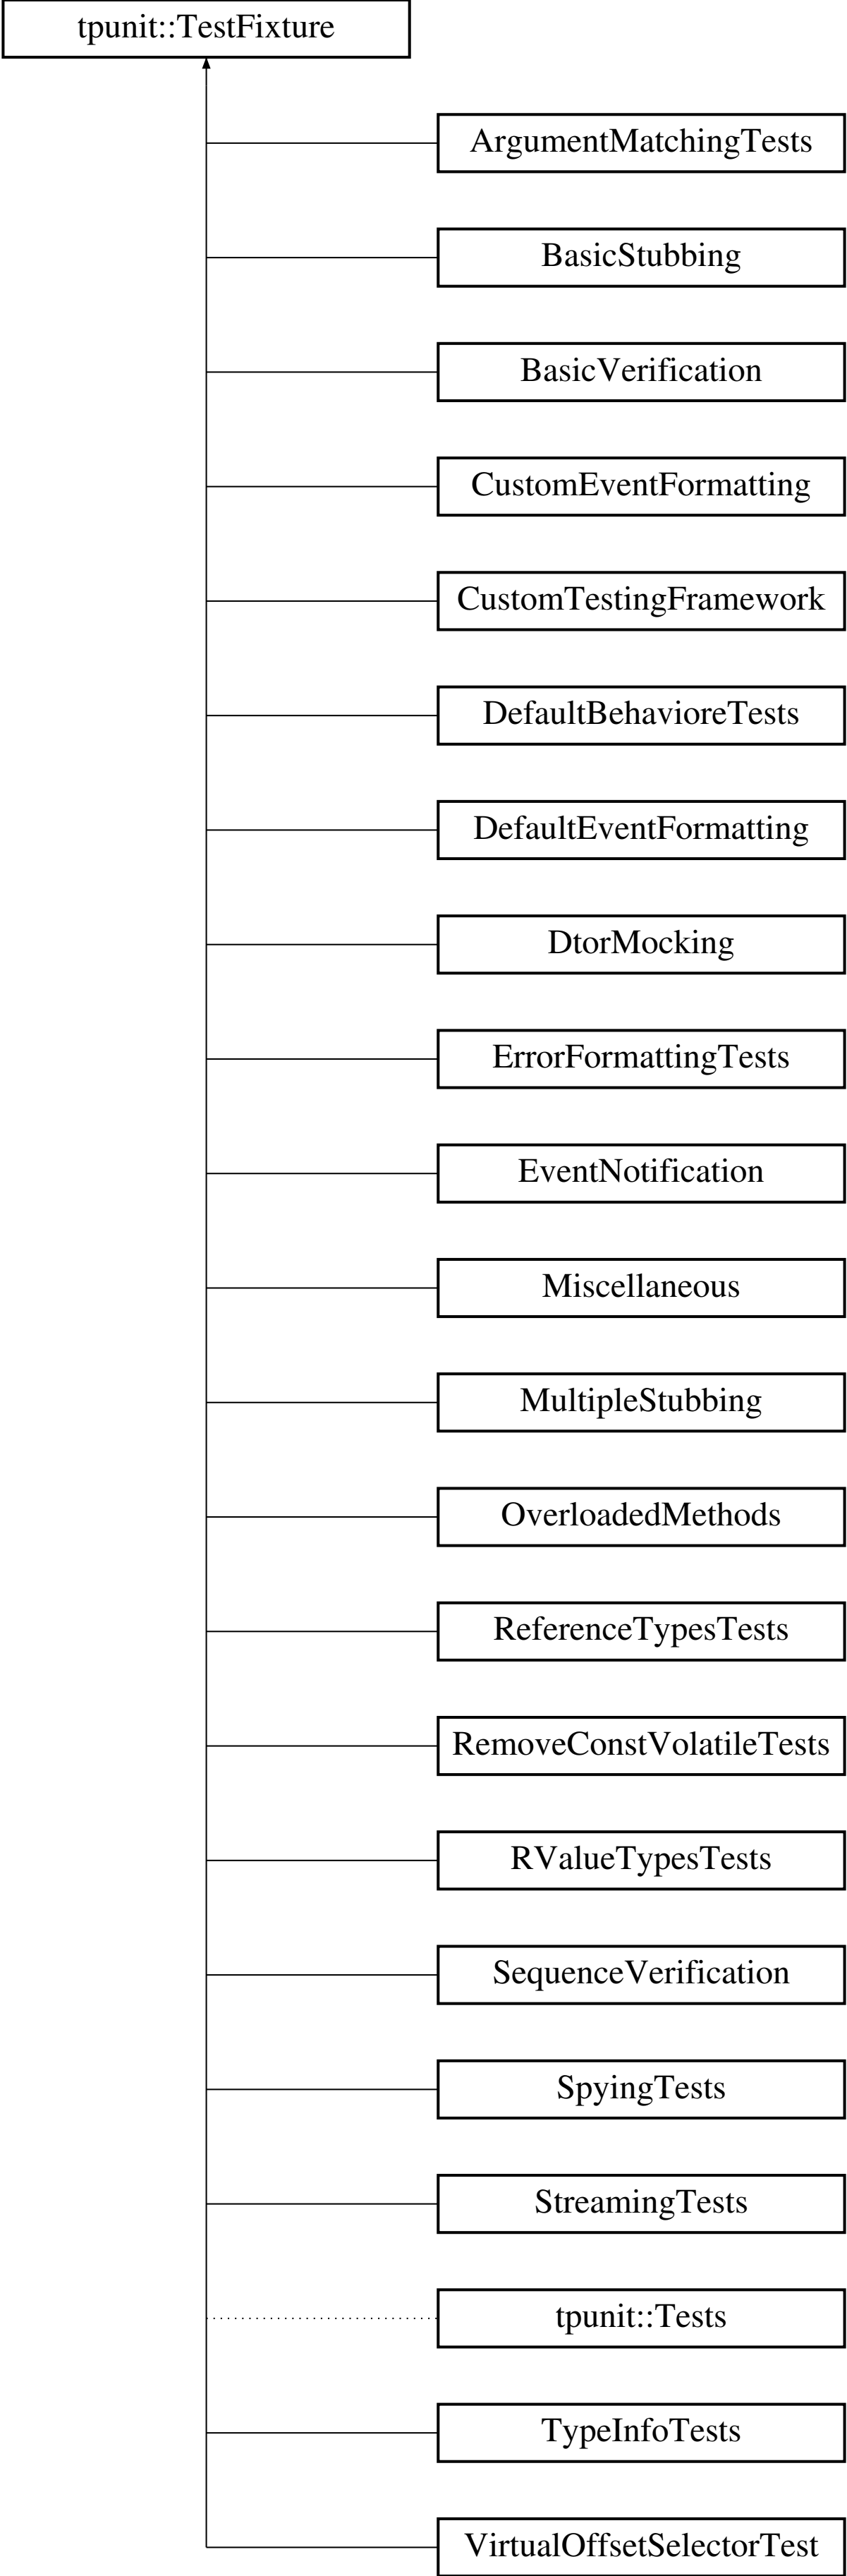 tpunit::TestFixture
ArgumentMatchingTests
BasicStubbing
BasicVerification
CustomEventFormatting
CustomTestingFramework
DefaultBehavioreTests
DefaultEventFormatting
DtorMocking
ErrorFormattingTests
EventNotification
Miscellaneous
MultipleStubbing
OverloadedMethods
ReferenceTypesTests
RemoveConstVolatileTests
RValueTypesTests
SequenceVerification
SpyingTests
StreamingTests
tpunit::Tests
TypeInfoTests
VirtualOffsetSelectorTest